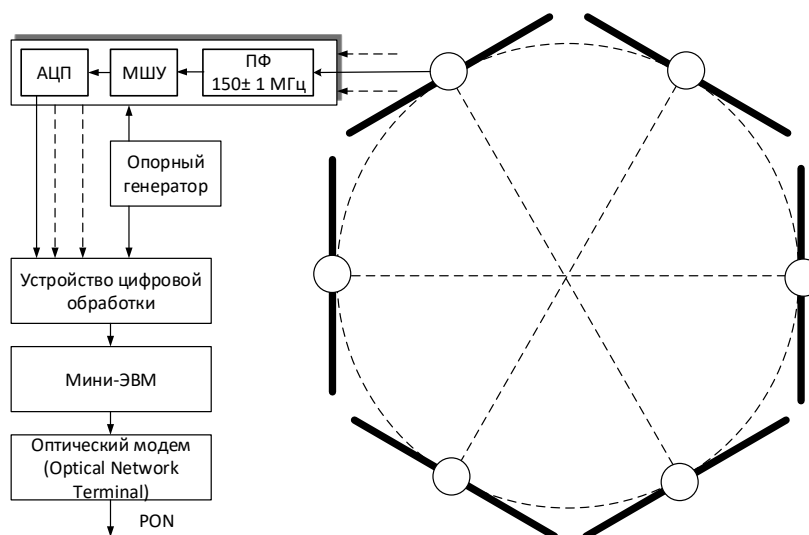 АЦП
МШУ
ПФ
150± 1 МГц
Опорный
генератор
Устройство цифровой
обработки
Мини-ЭВМ
Оптический модем
(Optical Network
Terminal)
PON